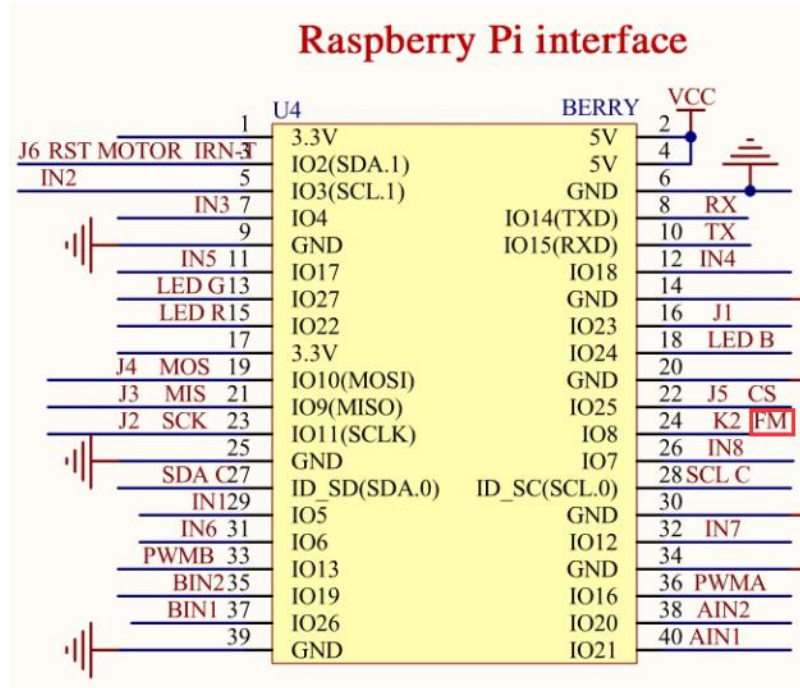 Raspberry Pi interface
U4 BERRY VCC
1 3.3V 5V 2
J6 RST MOTOR IRN-T 3 IO2(SDA.1) 5V 4
IN2 5 IO3(SCL.1) GND 6
IN3 7 IO4 IO14(TXD) 8 RX
9 GND IO15(RXD) 10 TX
IN5 11 IO17 IO18 12 IN4
LED G 13 IO27 GND 14
LED R 15 IO22 IO23 16 J1
17 3.3V IO24 18 LED B
J4 MOS 19 IO10(MOSI) GND 20
J3 MIS 21 IO9(MISO) IO25 22 J5 CS
J2 SCK 23 IO11(SCLK) IO8 24 K2 FM
25 GND IO7 26 IN8
SDA C 27 ID_SD(SDA.0) ID_SC(SCL.0) 28 SCL C
IN1 29 IO5 GND 30
IN6 31 IO6 IO12 32 IN7
PWMB 33 IO13 GND 34
BIN2 35 IO19 IO16 36 PWMA
BIN1 37 IO26 IO20 38 AIN2
39 GND IO21 40 AIN1